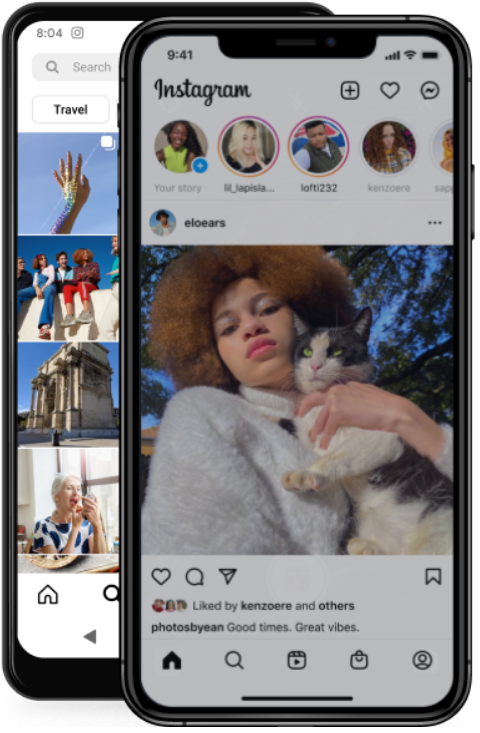 8:04
Search
Travel
9:41
Instagram
Your story
lil_lapisla...
lofti232
kenzoere
sap
eloears
Liked by kenzoere and others
photosbyean Good times. Great vibes.